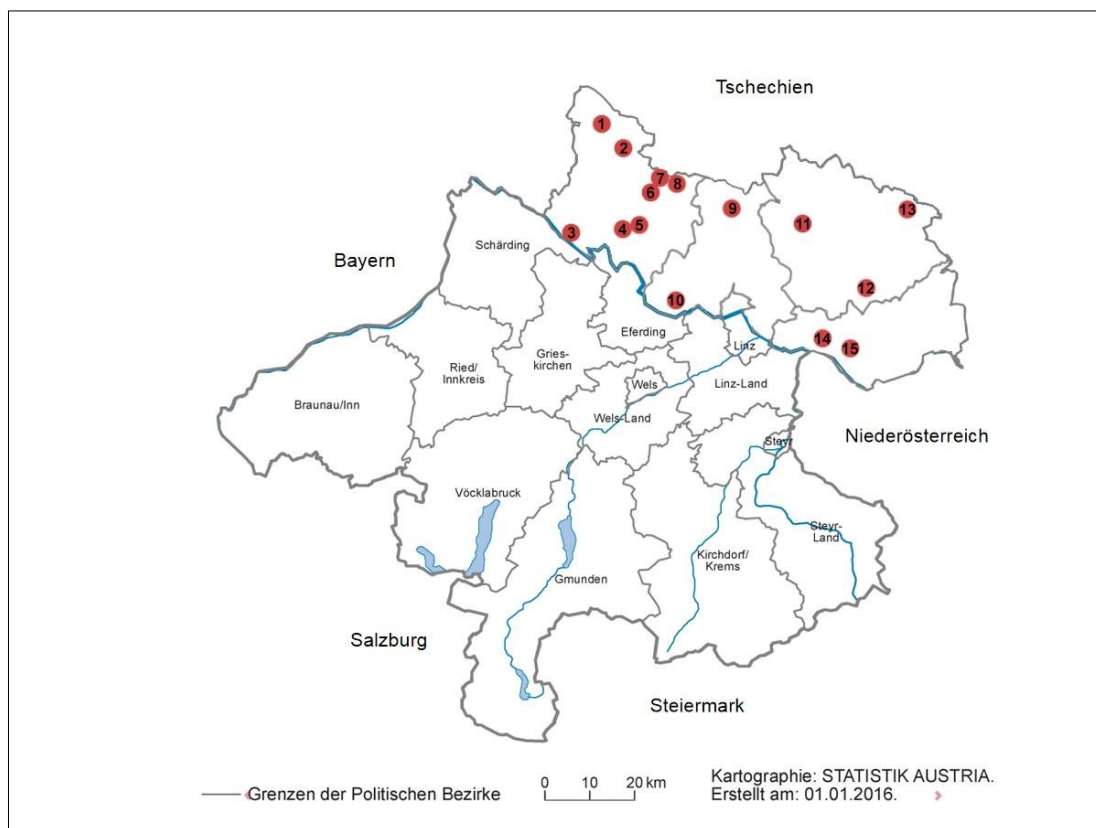 Tschechien
1
2
7
8
6
9
13
11
5
4
3
Schärding
Bayern
12
10
Eferding
14
Linz
15
Gries-
kirchen
Ried/
Innkreis
Wels
Linz-Land
Braunau/Inn
Wels-Land
Niederösterreich
Steyr
Vöcklabruck
Steyr-
Land
Kirchdorf/
Krems
Gmunden
Salzburg
Steiermark
Grenzen der Politischen Bezirke
0 10 20 km
Kartographie: STATISTIK AUSTRIA.
Erstellt am: 01.01.2016.